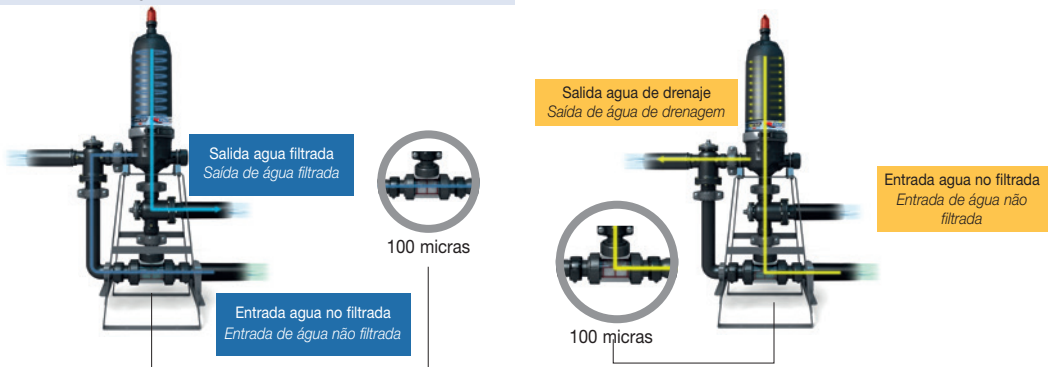 Salida agua filtrada
Saída de água filtrada
100 micras
Entrada agua no filtrada
Entrada de água não filtrada
Salida agua de drenaje
Saída de água de drenagem
Entrada agua no filtrada
Entrada de água não
filtrada
100 micras